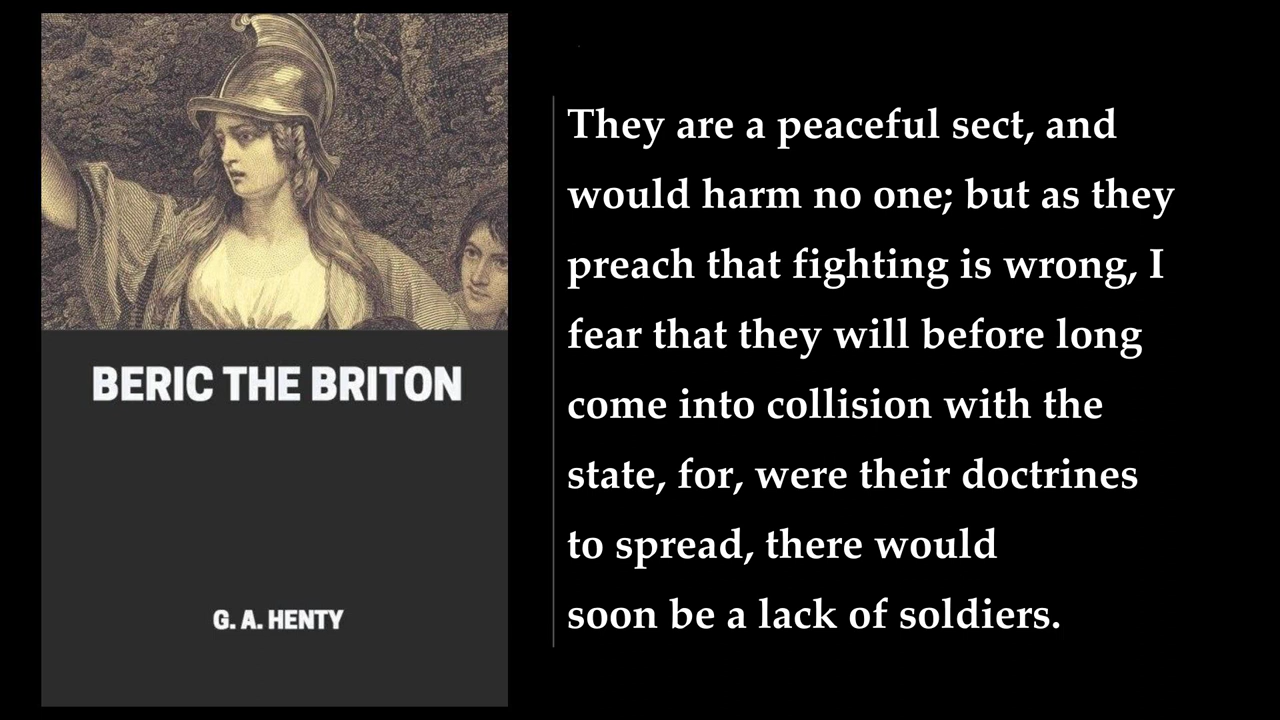 BERIC THE BRITON
G. A. HENTY
They are a peaceful sect, and
would harm no one; but as they
preach that fighting is wrong, I
fear that they will before long
come into collision with the
state, for, were their doctrines
to spread, there would
soon be a lack of soldiers.